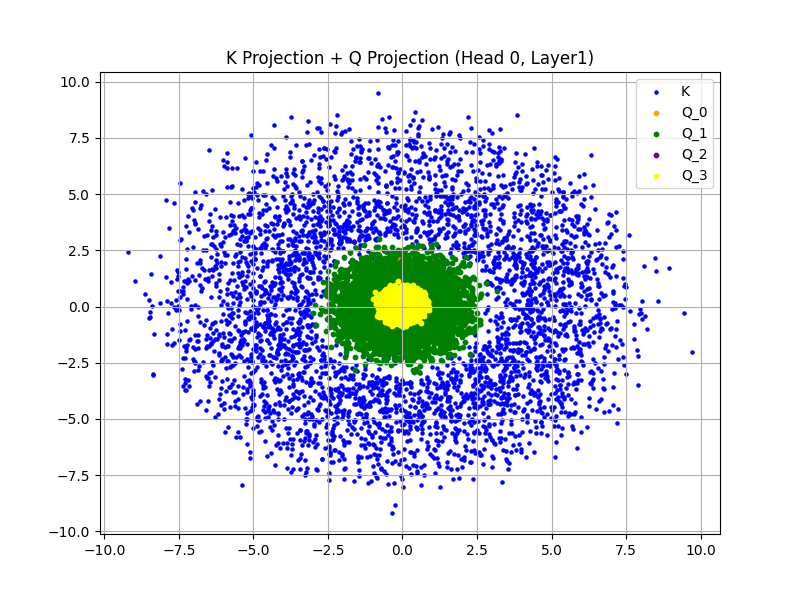 K Projection + Q Projection (Head 0, Layer1)
10.0
7.5
5.0
2.5
0.0
−2.5
−5.0
−7.5
−10.0
−10.0 −7.5 −5.0 −2.5 0.0 2.5 5.0 7.5 10.0
K
Q_0
Q_1
Q_2
Q_3